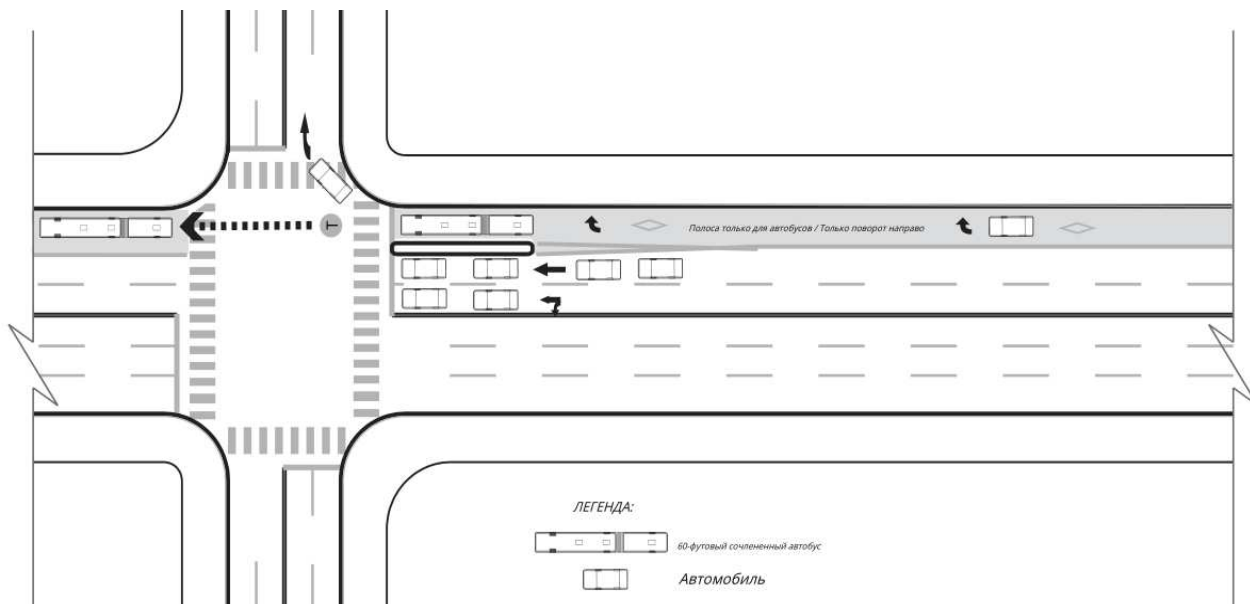 T
Полоса только для автобусов / Только поворот направо
ЛЕГЕНДА:
60-футовый сочлененный автобус
Автомобиль